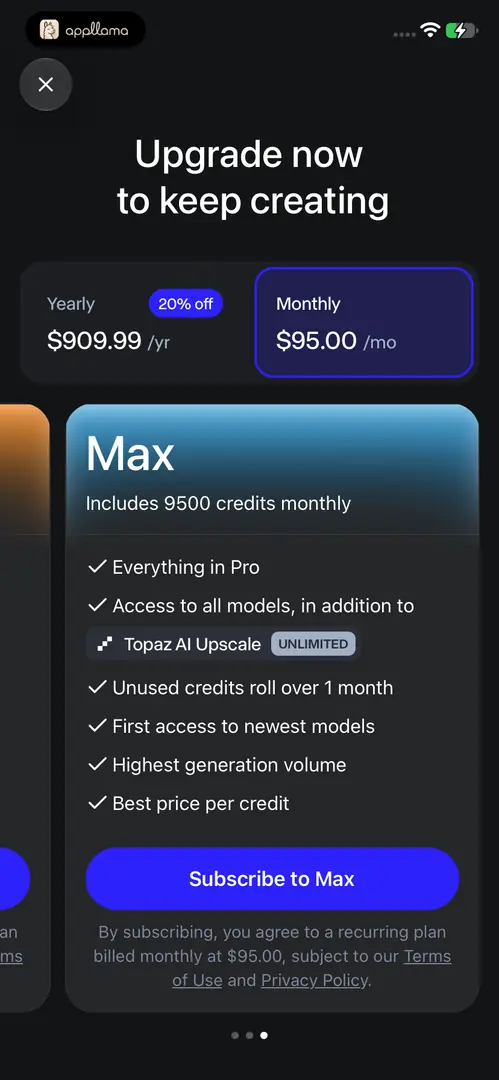 appllama
Upgrade now
to keep creating
Yearly
20% off
$909.99 /yr
Monthly
$95.00 /mo
Max
Includes 9500 credits monthly
Everything in Pro
Access to all models, in addition to
Topaz AI Upscale UNLIMITED
Unused credits roll over 1 month
First access to newest models
Highest generation volume
Best price per credit
Subscribe to Max
an
ms
By subscribing, you agree to a recurring plan
billed monthly at $95.00, subject to our Terms
of Use and Privacy Policy.